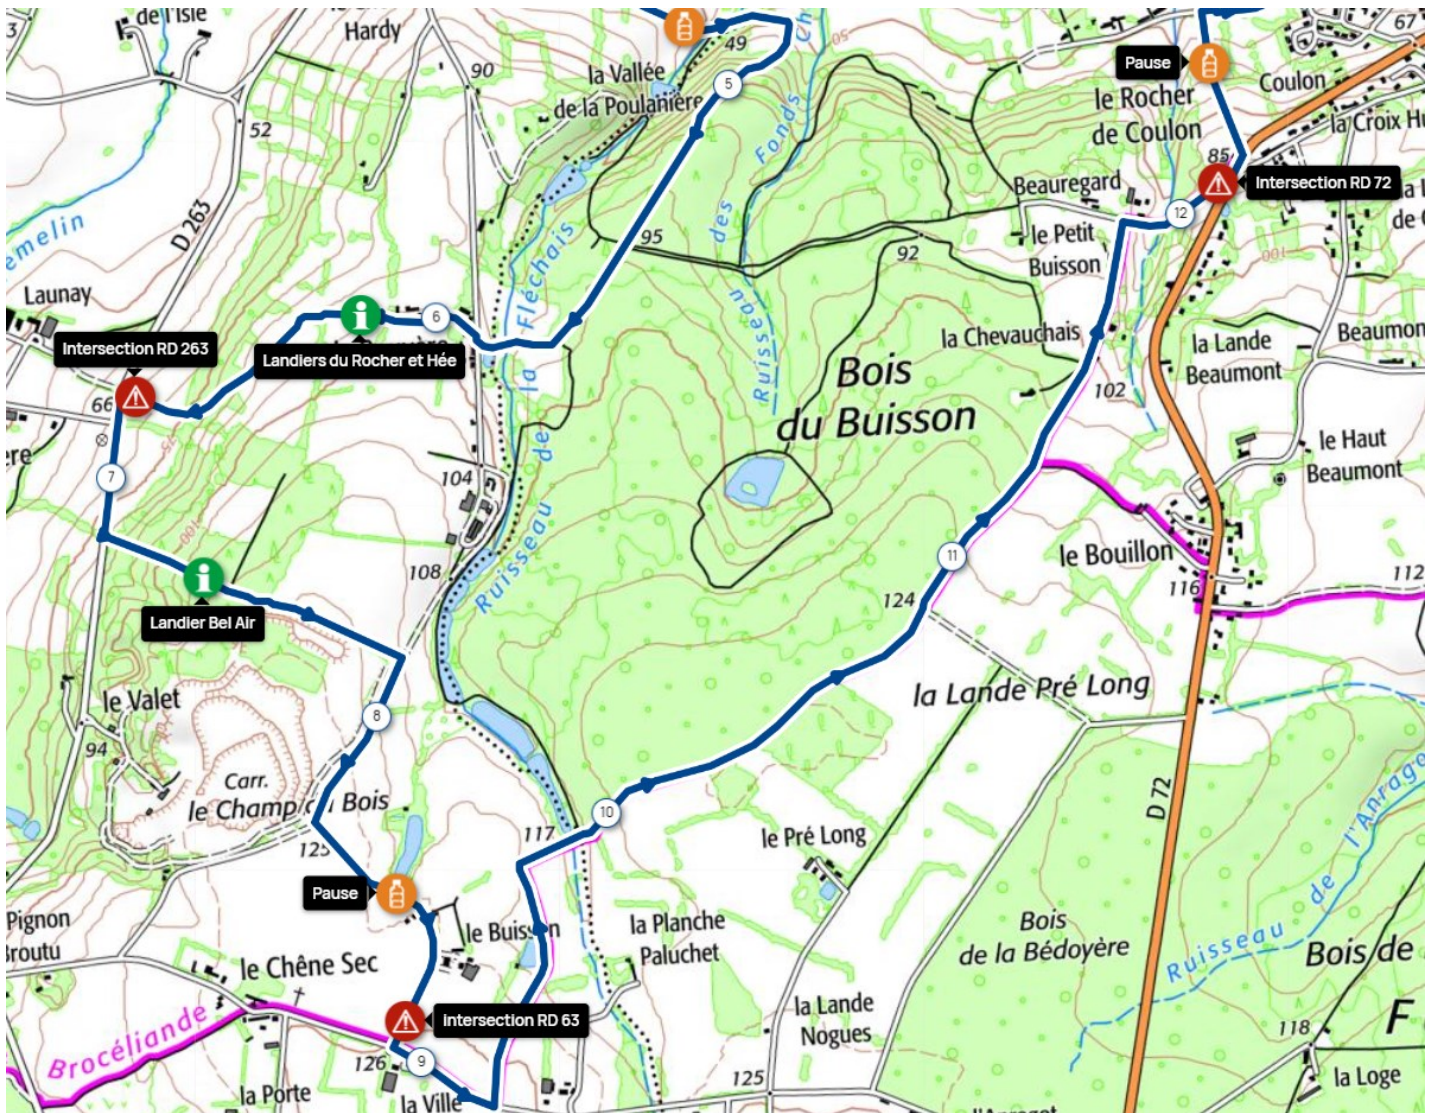 de l'Isle
Hardy
49
67
la Vallée
de la Poulanière
90
5
50
Pause
Coulon
le Rocher
de Coulon
la Croix
52
Fonds
85
Intersection RD 72
Beauregard
12
D 263
des
95
92
le Petit
Buisson
100
Launay
Fléchais
6
Ruisseau
la Chevauchais
Intersection RD 263
Landiers du Rocher et Hée
la
la Lande
Beaumont
Bois
du Buisson
66
75
102
de
le Haut
Beaumont
7
104
100
Ruisseau
11
le Bouillon
108
112
116
Landier Bel Air
124
la Lande Pré Long
le Valet
8
94
Carr.
le Champ du Bois
D 72
l'Anrago
10
117
le Pré Long
125
Pause
de
Pignon
Broutu
le Buisson
la Planche
Paluchet
Bois
de la Bédoyère
Ruisseau
Bois de
le Chêne Sec
la Lande
Nogues
Intersection RD 63
F
118
Brocéliande
126
9
la Porte
la Ville
125
la Loge